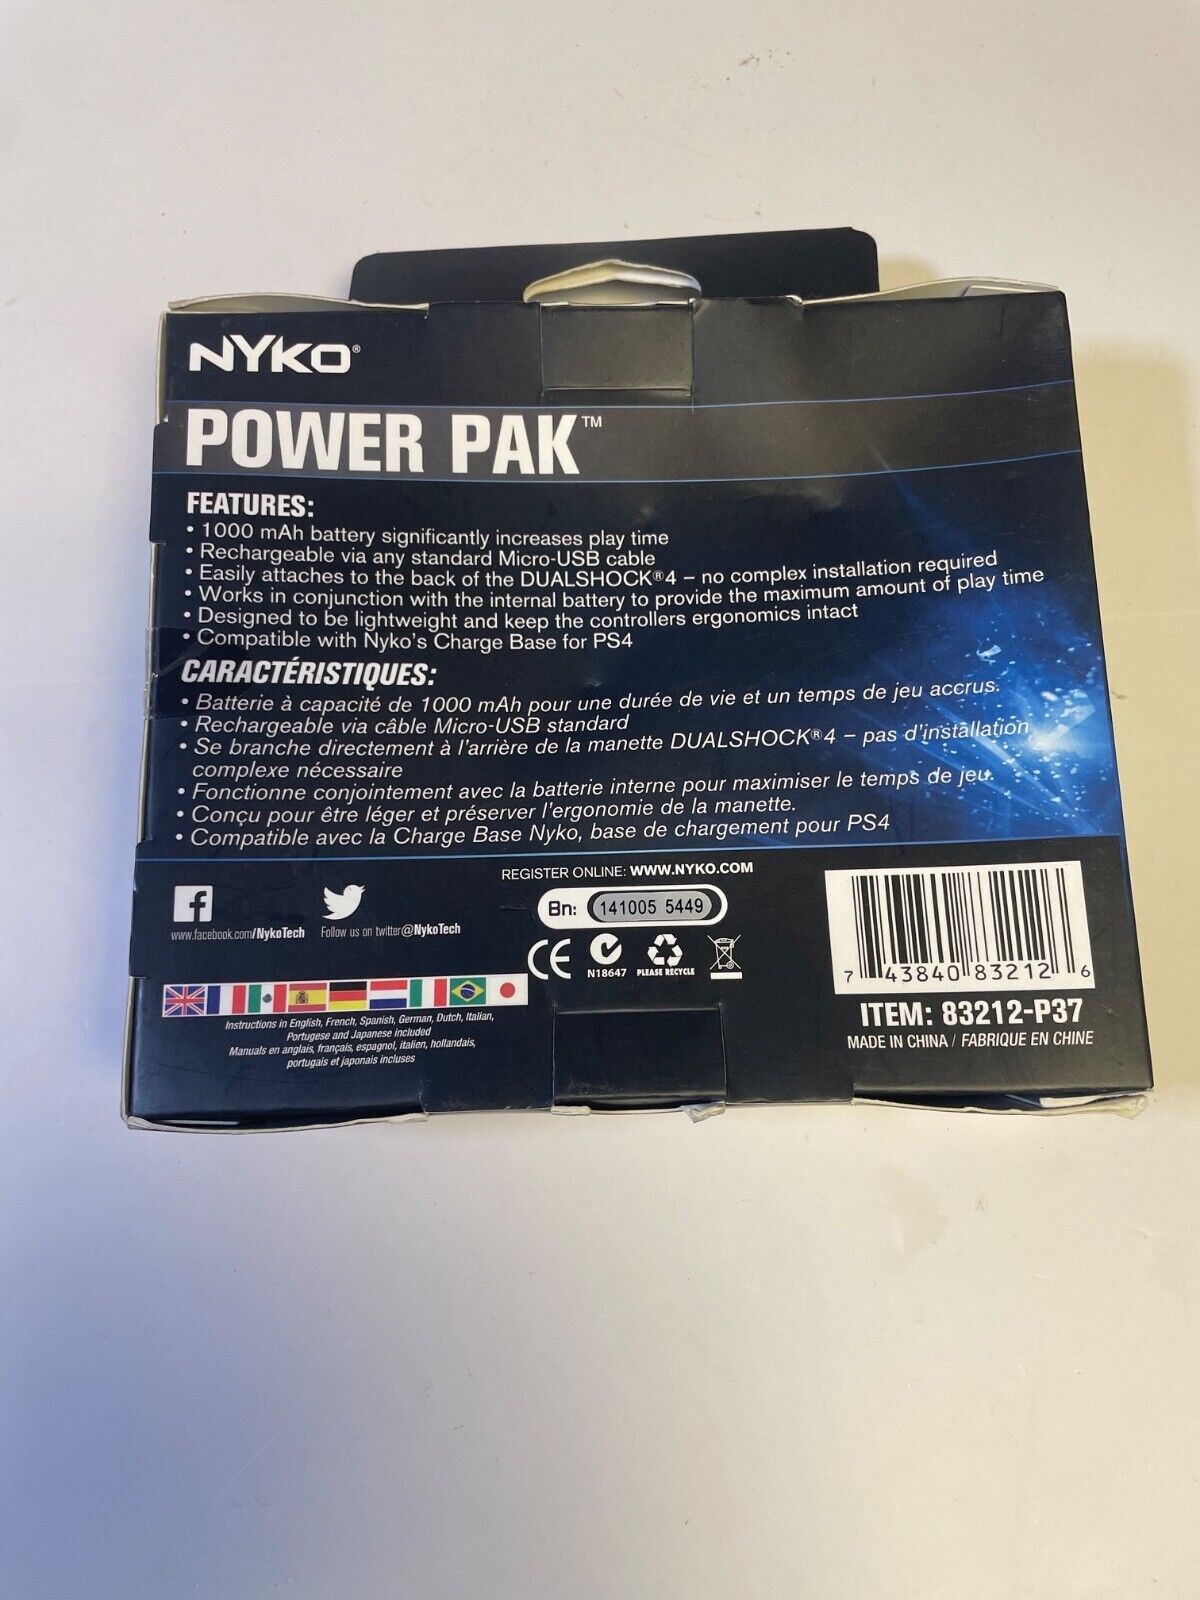 NYKO®
POWER PAK™
FEATURES:
• 1000 mAh battery significantly increases play time
• Rechargeable via any standard Micro-USB cable
• Easily attaches to the back of the DUALSHOCK®4 – no complex installation required
• Works in conjunction with the internal battery to provide the maximum amount of play time
• Designed to be lightweight and keep the controllers ergonomics intact
• Compatible with Nyko's Charge Base for PS4
CARACTÉRISTIQUES:
• Batterie à capacité de 1000 mAh pour une durée de vie et un temps de jeu accrus.
• Rechargeable via câble Micro-USB standard
• Se branche directement à l'arrière de la manette DUALSHOCK®4 – pas d'installation
complexe nécessaire
• Fonctionne conjointement avec la batterie interne pour maximiser le temps de jeu.
• Conçu pour être léger et préserver l'ergonomie de la manette.
• Compatible avec la Charge Base Nyko, base de chargement pour PS4
REGISTER ONLINE: WWW.NYKO.COM
Bn: 141005 5449
www.facebook.com/NykoTech
Follow us on twitter@NykoTech
CE
N18647
PLEASE RECYCLE
Instructions in English, French, Spanish, German, Dutch, Italian,
Portugese and Japanese included
Manuals en anglais, français, espagnol, italien, hollandais,
portugais et japonais incluses
7 43840 83212 6
ITEM: 83212-P37
MADE IN CHINA / FABRIQUE EN CHINE